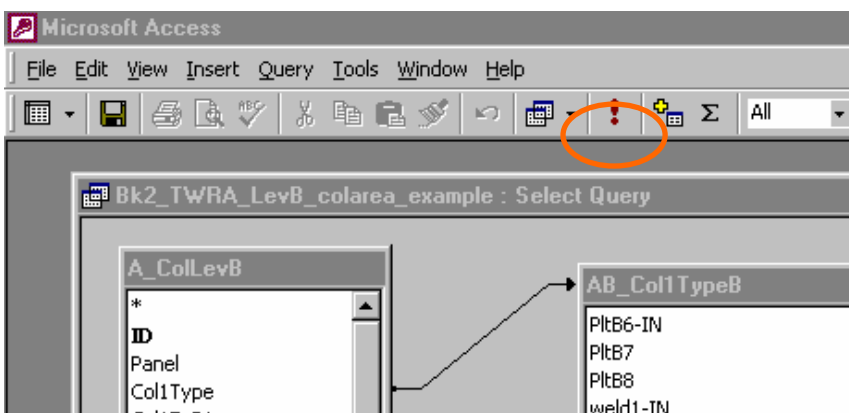 Microsoft Access
File Edit View Insert Query Tools Window Help
ABC Σ All
Bk2_TWRA_LevB_colarea_example : Select Query
A_ColLevB
*
ID
Panel
Col1Type
AB_Col1TypeB
PltB6-IN
PltB7
PltB8
weld1-IN